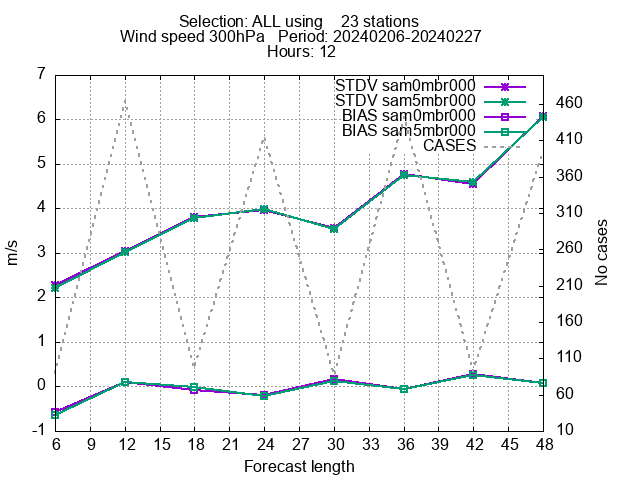 Selection: ALL using    23 stations
Wind speed 300hPa   Period: 20240206-20240227
Hours: 12
STDV sam0mbr000
STDV sam5mbr000
BIAS sam0mbr000
BIAS sam5mbr000
CASES
7
6
5
4
3
2
1
0
-1
m/s
460
410
360
310
260
210
160
110
60
10
No cases
6 9 12 15 18 21 24 27 30 33 36 39 42 45 48
Forecast length